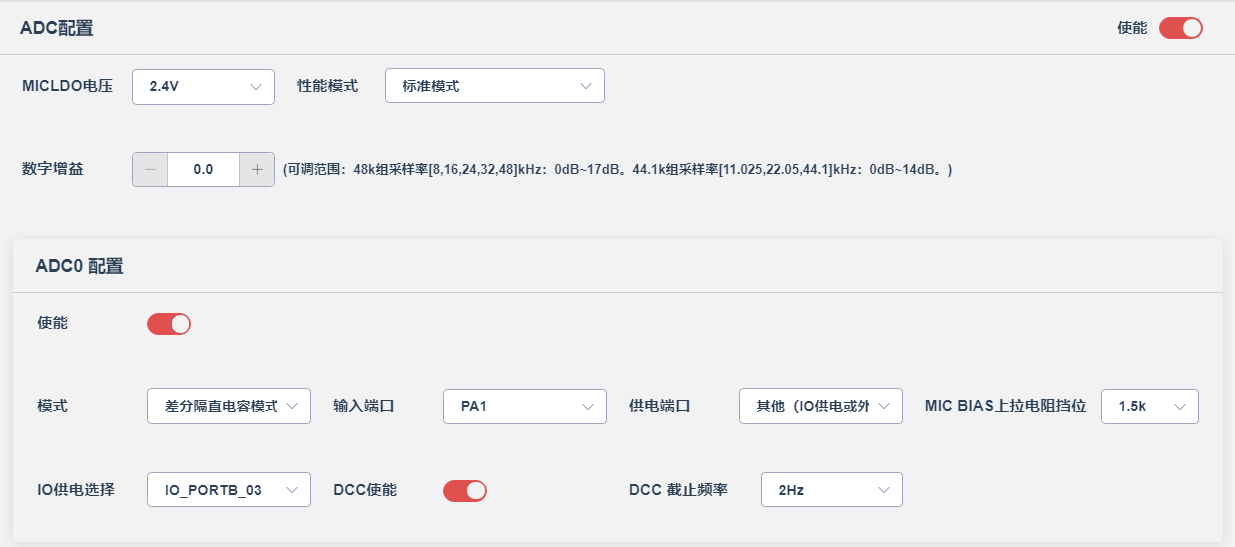 ADC配置 使能
MICLDO电压 2.4V 性能模式 标准模式
数字增益 0.0 (可调范围：48k组采样率[8,16,24,32,48]kHz：0dB~17dB。44.1k组采样率[11.025,22.05,44.1]kHz：0dB~14dB。)
ADC0 配置
使能
模式 差分隔直电容模式 输入端口 PA1 供电端口 其他（IO供电或外 MIC BIAS上拉电阻挡位 1.5k
IO供电选择 IO_PORTB_03 DCC使能 DCC 截止频率 2Hz